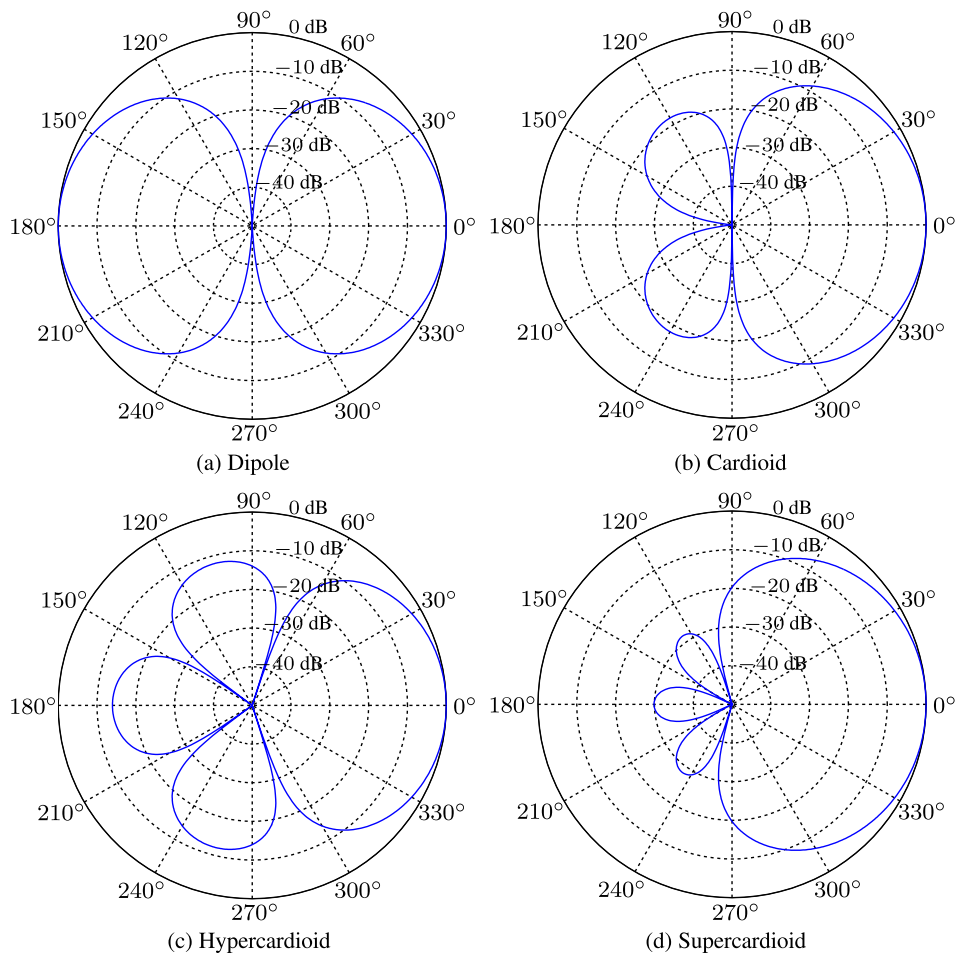 90° 0 dB
120° 60°
−10 dB
−20 dB
150° 30°
−30 dB
−40 dB
180° 0°
210° 330°
240° 300°
270°
(a) Dipole
90° 0 dB
120° 60°
−10 dB
−20 dB
150° 30°
−30 dB
−40 dB
180° 0°
210° 330°
240° 300°
270°
(b) Cardioid
90° 0 dB
120° 60°
−10 dB
−20 dB
150° 30°
−30 dB
−40 dB
180° 0°
210° 330°
240° 300°
270°
(c) Hypercardioid
90° 0 dB
120° 60°
−10 dB
−20 dB
150° 30°
−30 dB
−40 dB
180° 0°
210° 330°
240° 300°
270°
(d) Supercardioid